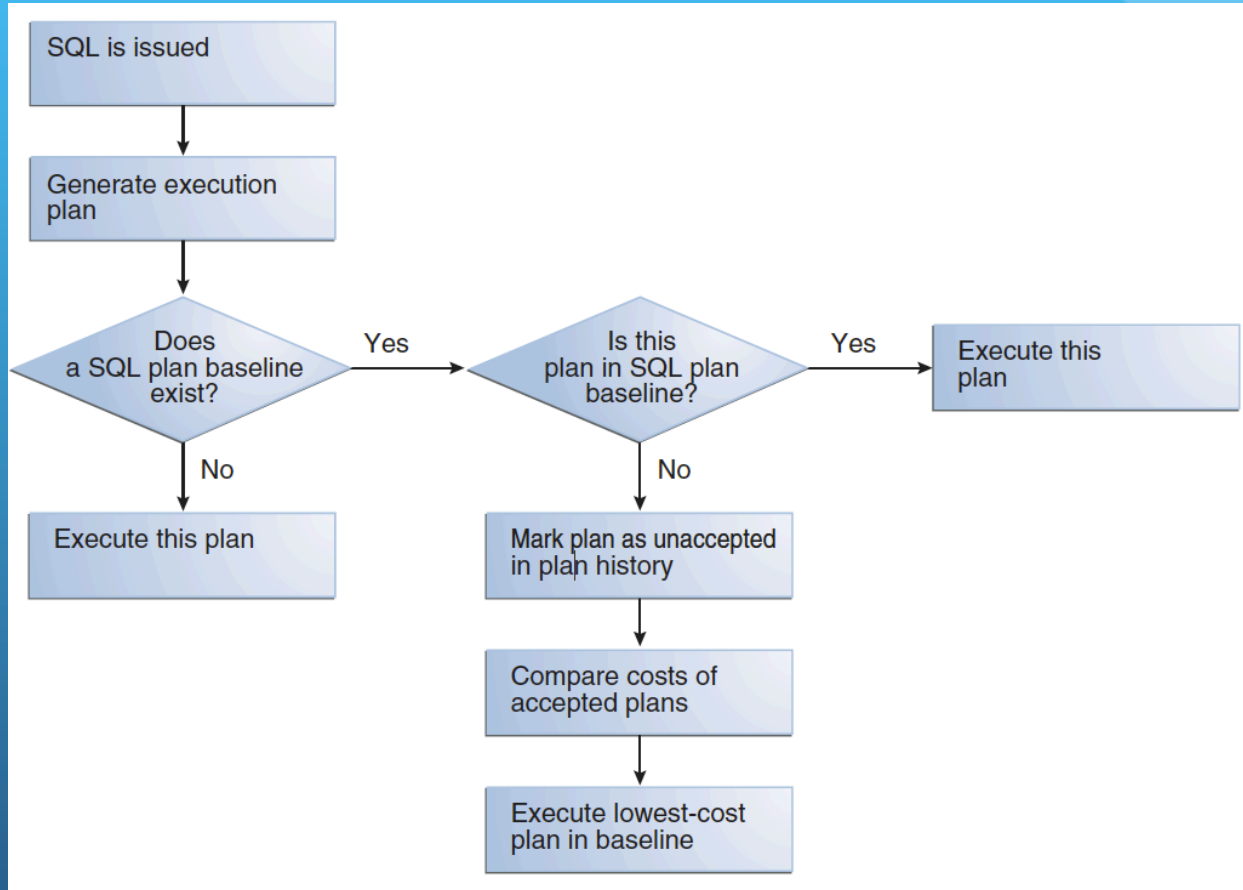 SQL is issued
Generate execution
plan
Does
a SQL plan baseline
exist?
Yes
Is this
plan in SQL plan
baseline?
Yes
Execute this
plan
No
No
Execute this plan
Mark plan as unaccepted
in plan history
Compare costs of
accepted plans
Execute lowest-cost
plan in baseline